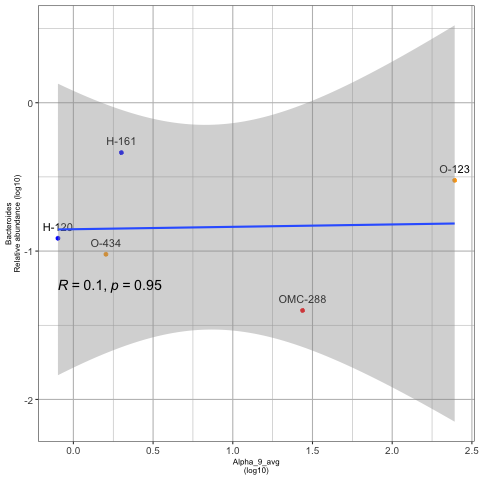 Bacteroides
Relative abundance (log10)
0
-1
-2
H-161
O-123
H-120
O-434
R = 0.1, p = 0.95
OMC-288
0.0 0.5 1.0 1.5 2.0 2.5
Alpha_9_avg
(log10)